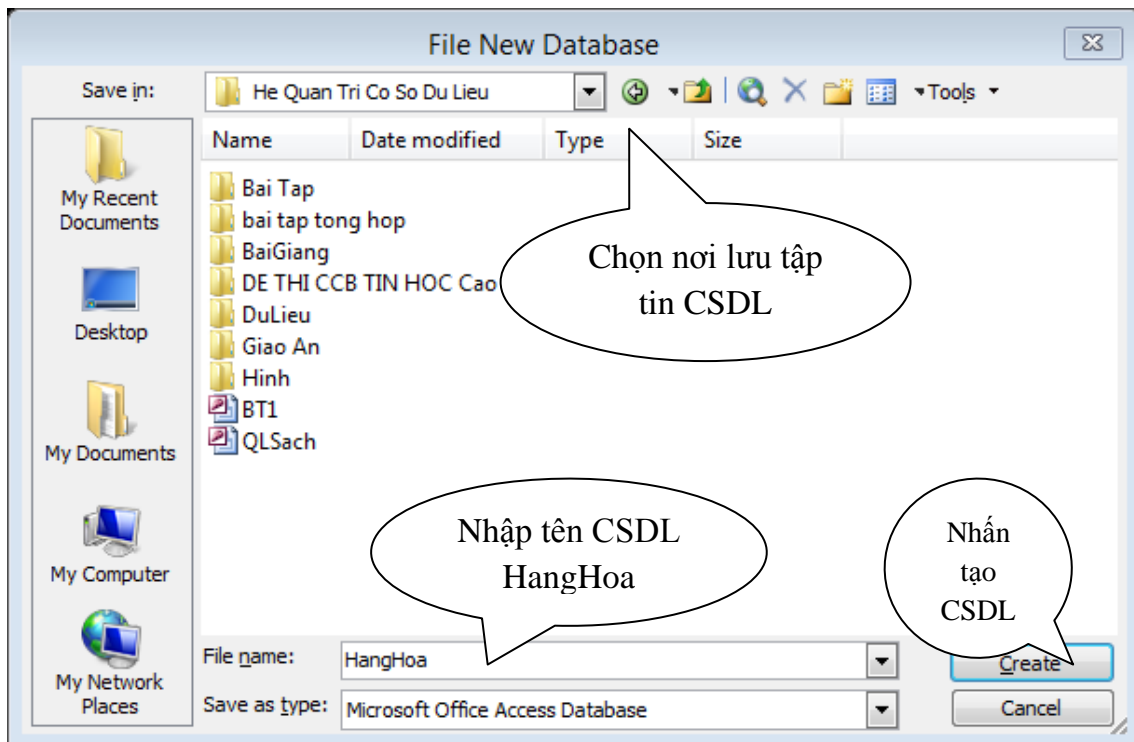 File New Database
Save in:
He Quan Tri Co So Du Lieu
Tools
My Recent
Documents
Desktop
My Documents
My Computer
My Network
Places
Name Date modified Type Size
Bai Tap
bai tap tong hop
BaiGiang
DE THI CCB TIN HOC Cao
DuLieu
Giao An
Hinh
BT1
QLSach
Chọn nơi lưu tập
tin CSDL
Nhập tên CSDL
HangHoa
Nhấn
tạo
CSDL
File name: HangHoa
Create
Save as type: Microsoft Office Access Database
Cancel